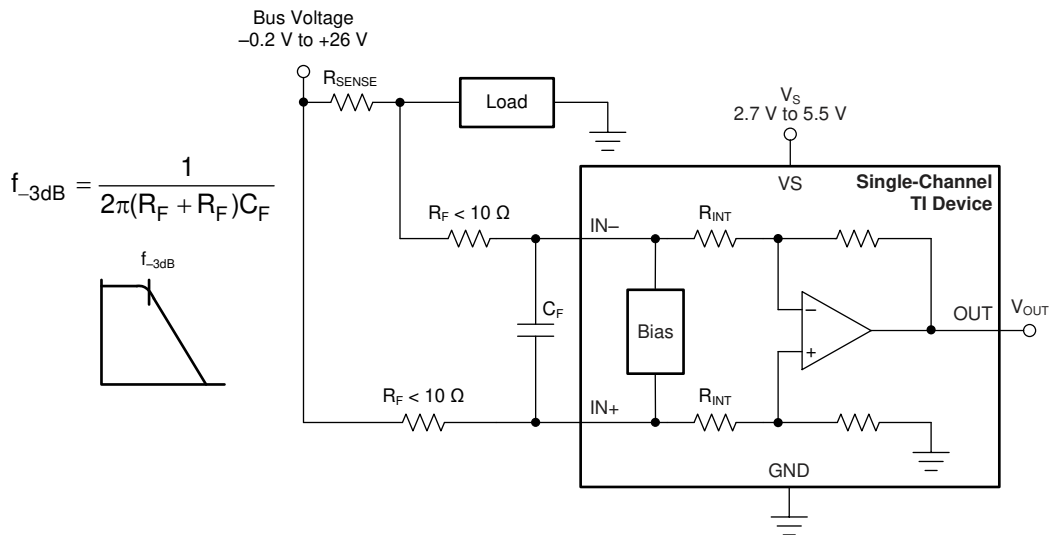 Bus Voltage
–0.2 V to +26 V
R_SENSE
Load
V_S
2.7 V to 5.5 V
f_–3dB = 1 / 2π(R_F + R_F)C_F
VS
Single-Channel
TI Device
R_F < 10 Ω
IN–
R_INT
f_–3dB
C_F
Bias
–
+
OUT
V_OUT
R_F < 10 Ω
IN+
R_INT
GND